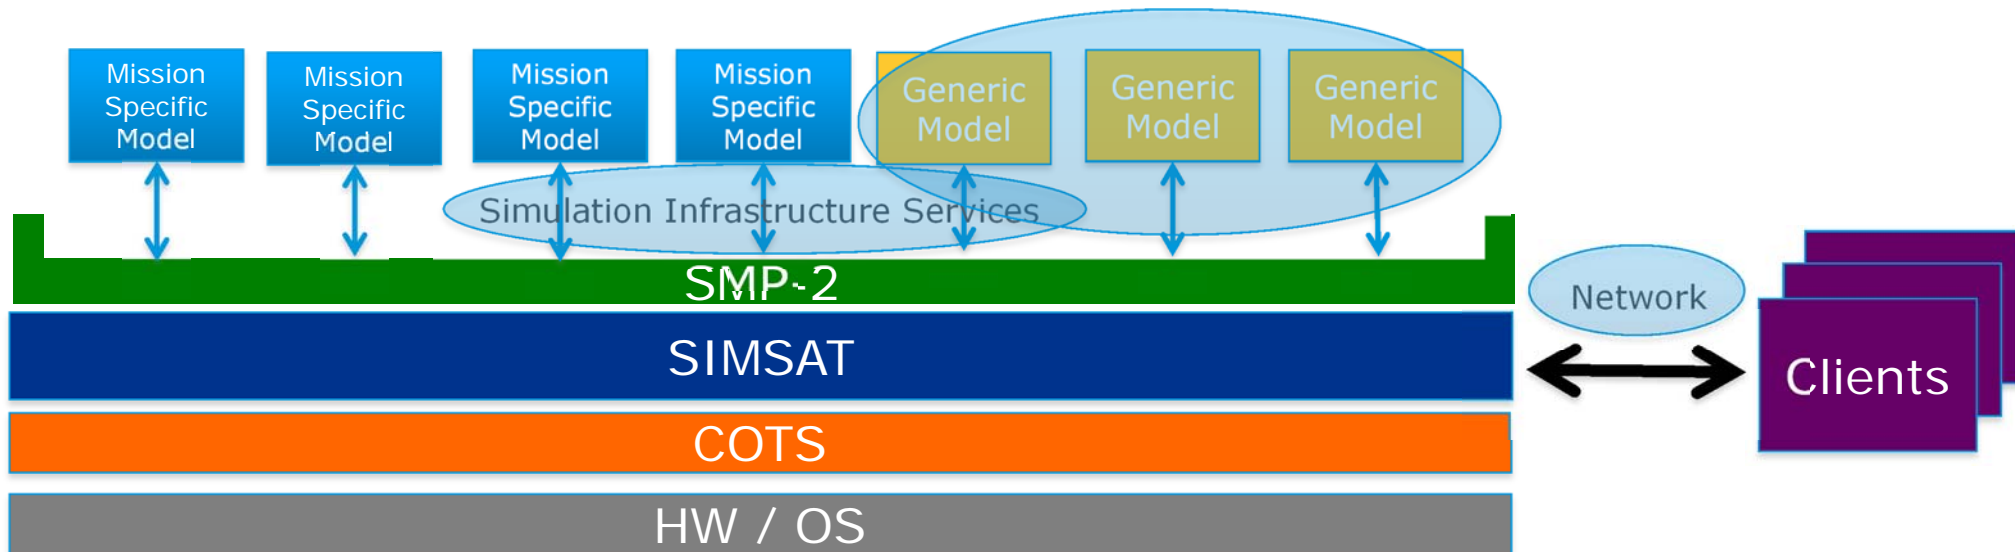 Mission
Specific
Model
Mission
Specific
Model
Mission
Specific
Model
Mission
Specific
Model
Generic
Model
Generic
Model
Generic
Model
Simulation Infrastructure Services
SMP-2
SIMSAT
COTS
HW / OS
Network
Clients